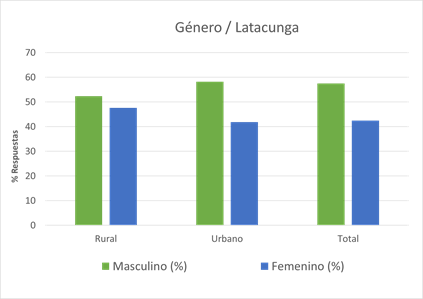 Género / Latacunga
% Respuestas
70
60
50
40
30
20
10
0
Rural Urbano Total
Masculino (%) Femenino (%)